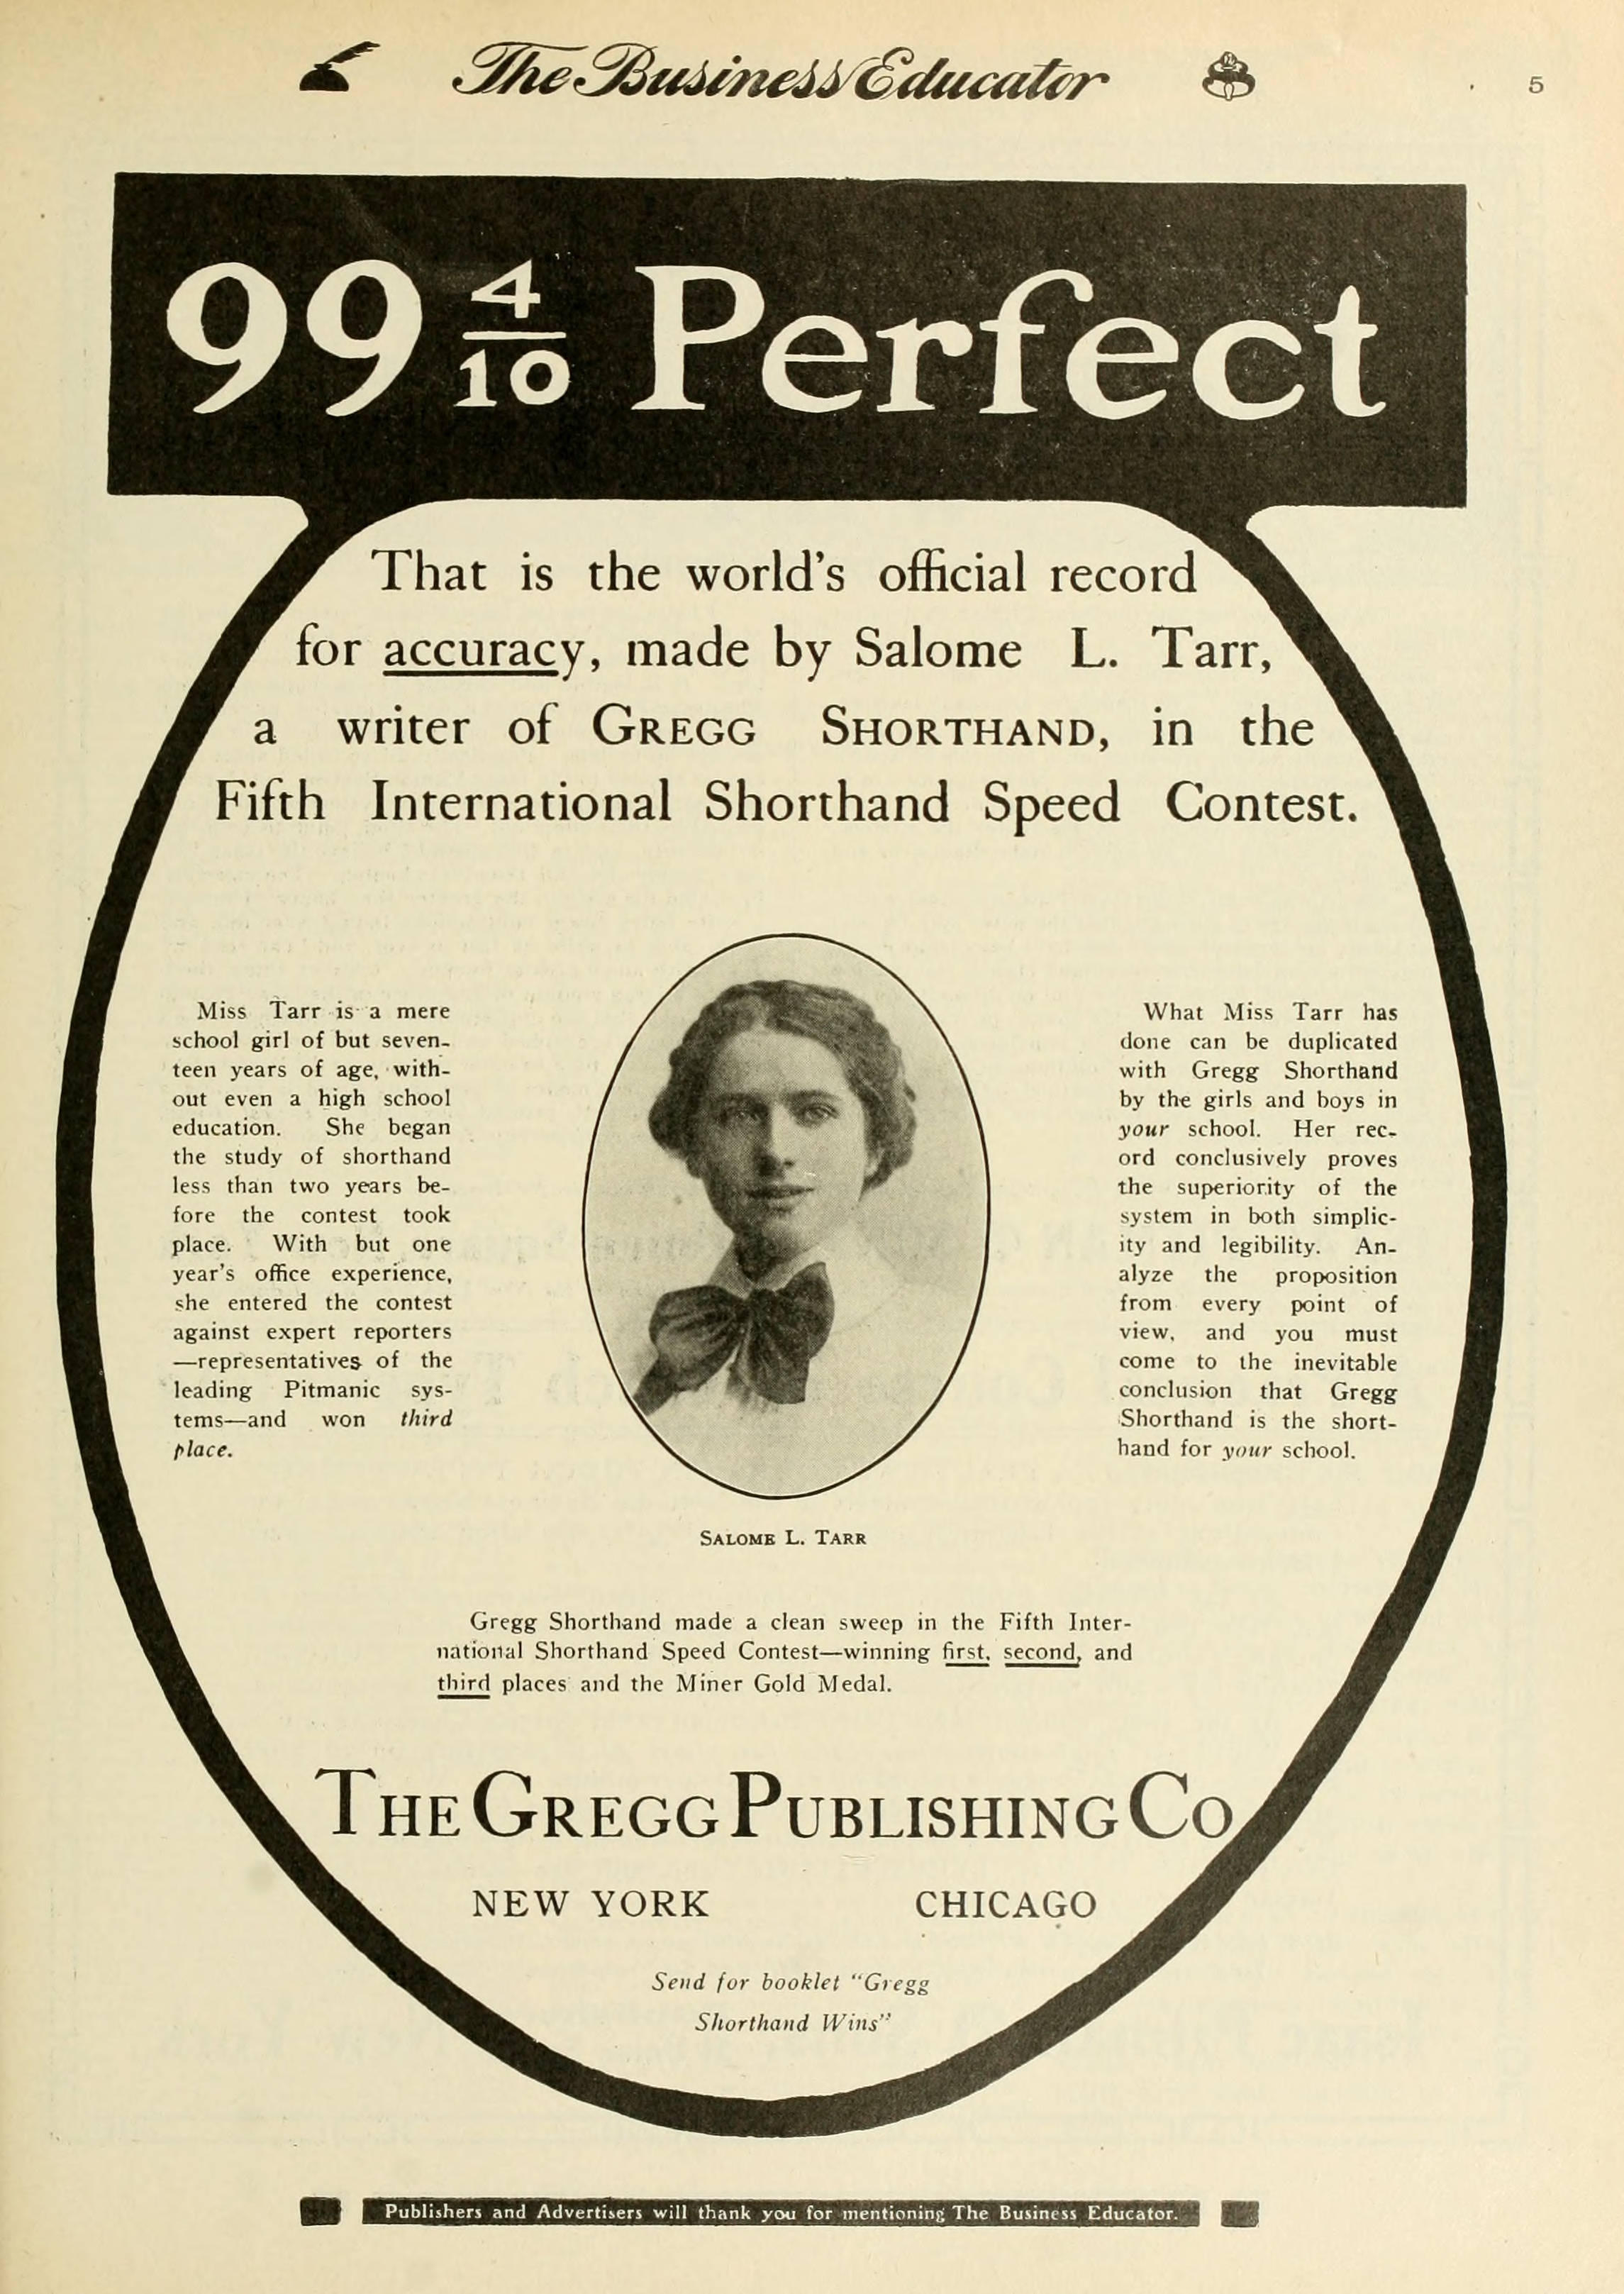 The Business Educator
5
99 4/10 Perfect
That is the world's official record
for accuracy, made by Salome L. Tarr,
a writer of GREGG SHORTHAND, in the
Fifth International Shorthand Speed Contest.
Miss Tarr is a mere
school girl of but seven-
teen years of age, with-
out even a high school
education. She began
the study of shorthand
less than two years be-
fore the contest took
place. With but one
year's office experience,
she entered the contest
against expert reporters
—representatives of the
leading Pitmanic sys-
tems—and won third
place.
What Miss Tarr has
done can be duplicated
with Gregg Shorthand
by the girls and boys in
your school. Her rec-
ord conclusively proves
the superiority of the
system in both simplic-
ity and legibility. An-
alyze the proposition
from every point of
view, and you must
come to the inevitable
conclusion that Gregg
Shorthand is the short-
hand for your school.
SALOME L. TARR
Gregg Shorthand made a clean sweep in the Fifth Inter-
national Shorthand Speed Contest—winning first, second, and
third places and the Miner Gold Medal.
THE GREGG PUBLISHING CO
NEW YORK CHICAGO
Send for booklet "Gregg
Shorthand Wins"
Publishers and Advertisers will thank you for mentioning The Business Educator.